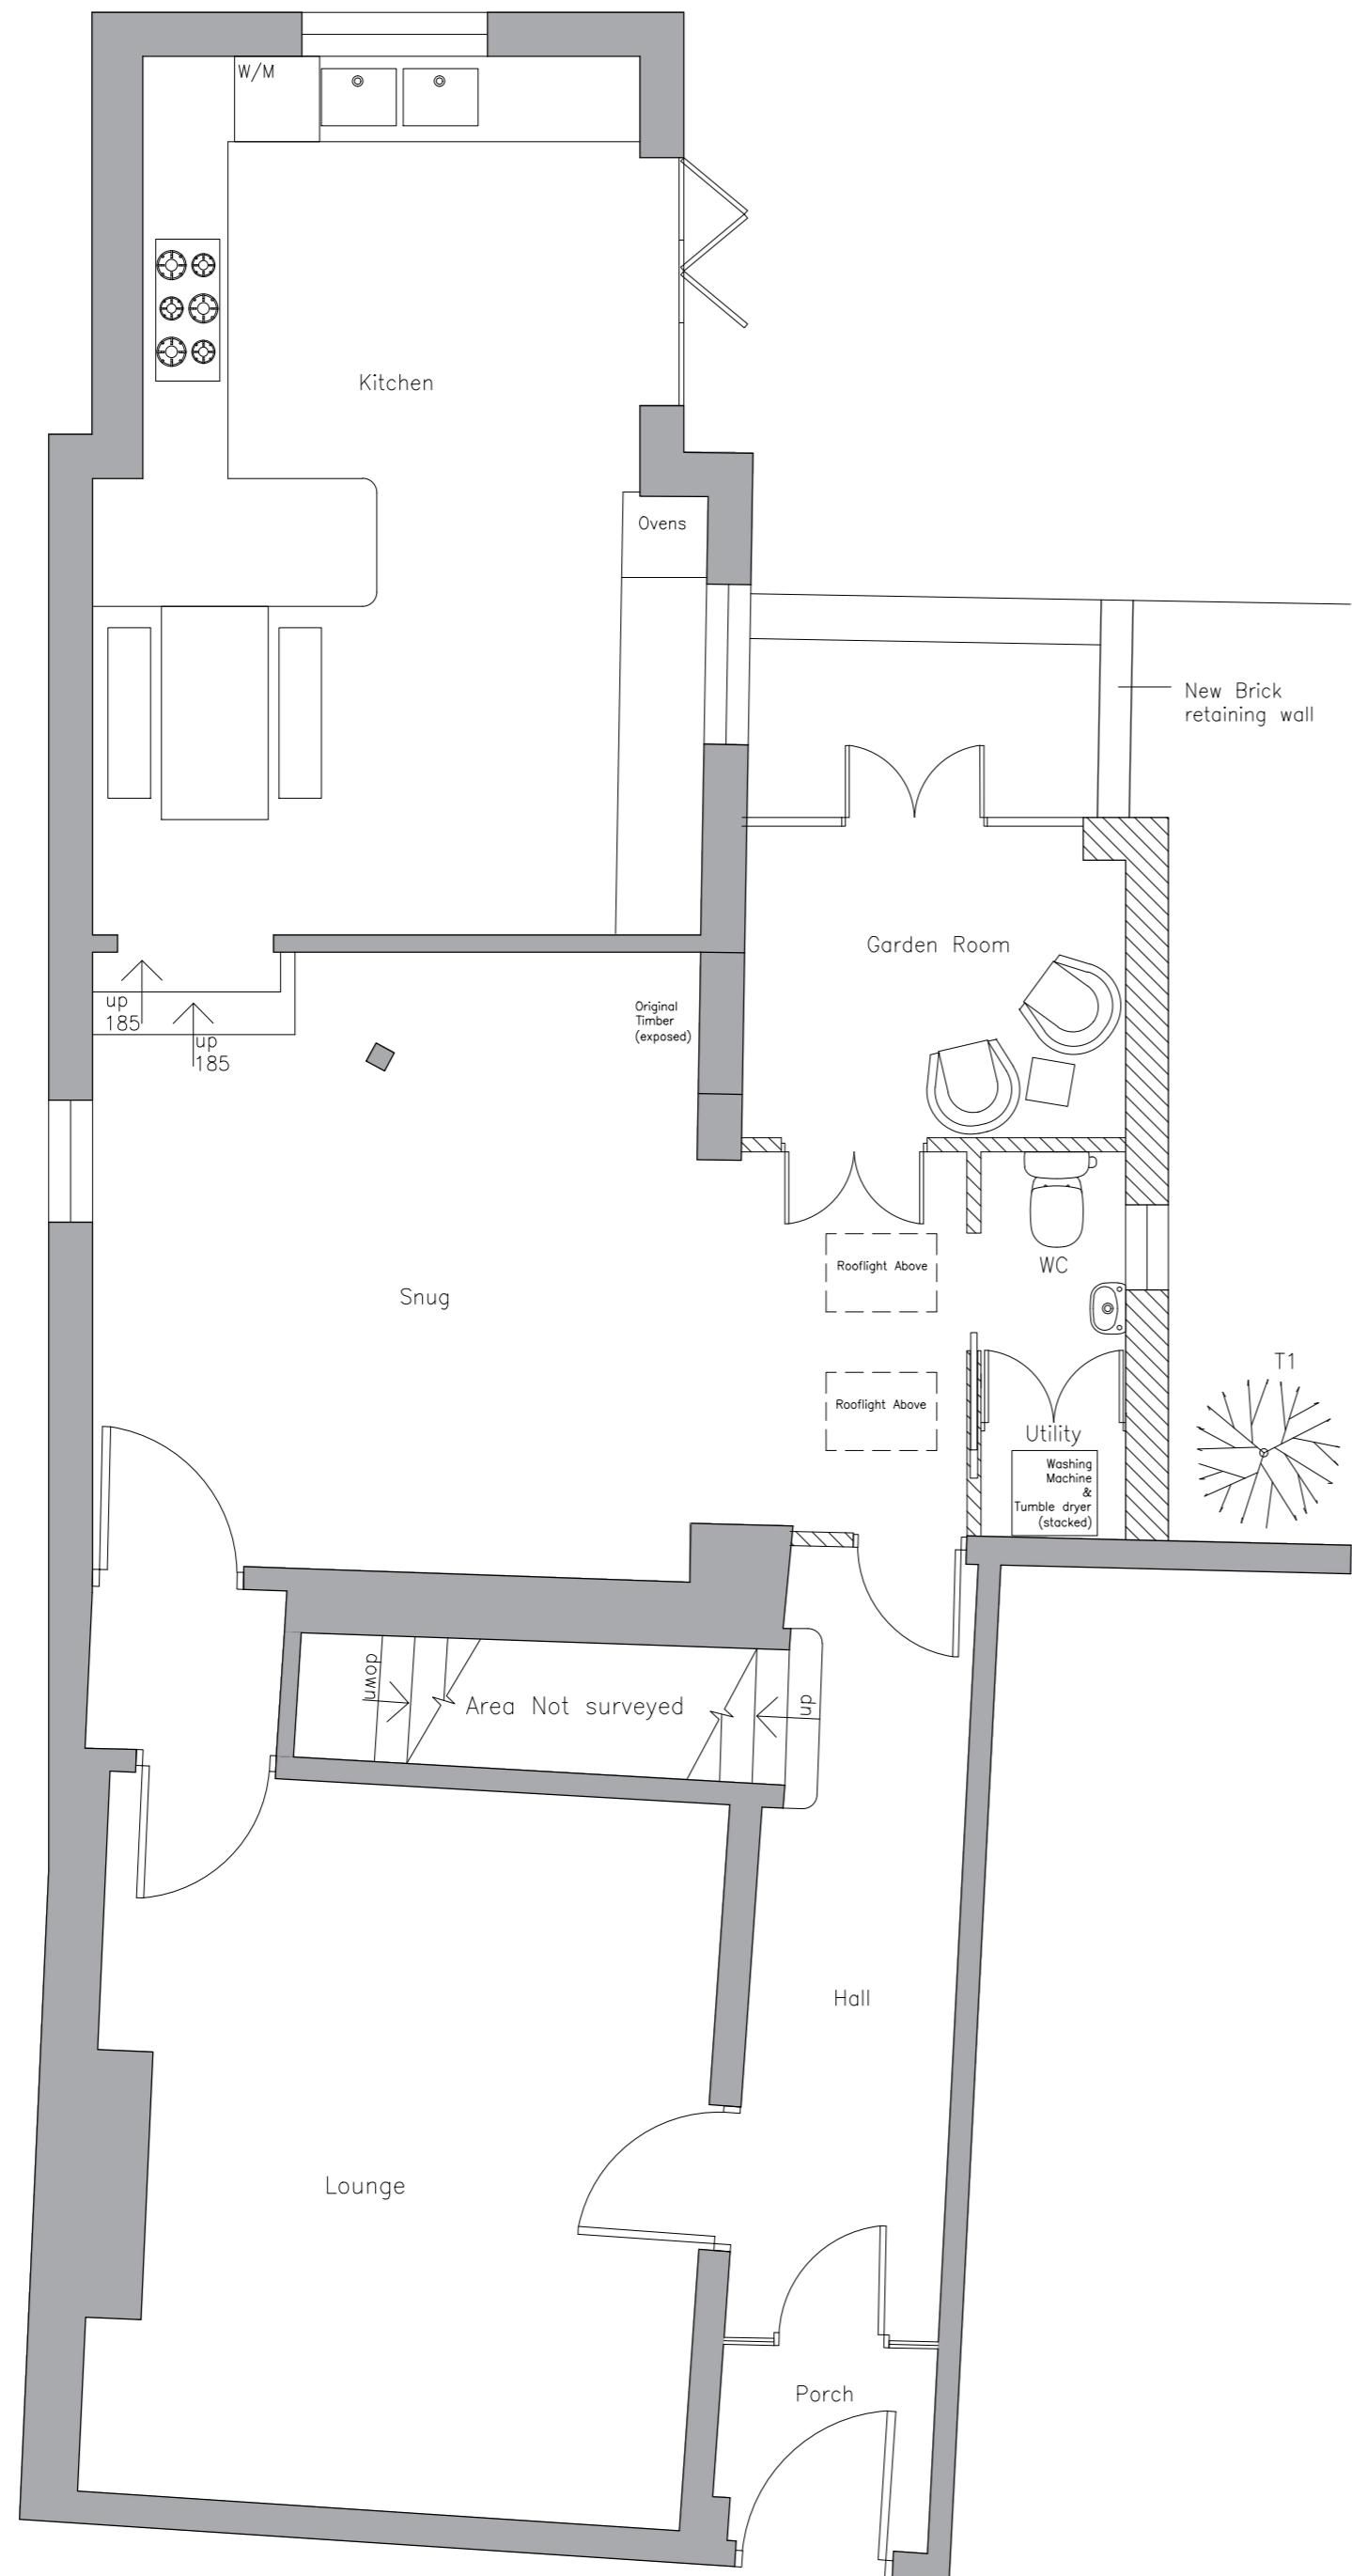 W/M
Kitchen
Ovens
New Brick
retaining wall
Garden Room
up
185
up
185
Original
Timber
(exposed)
Rooflight Above
WC
Snug
T1
Rooflight Above
Utility
Washing
Machine
&
Tumble dryer
(stacked)
down
Area Not surveyed
up
Hall
Lounge
Porch